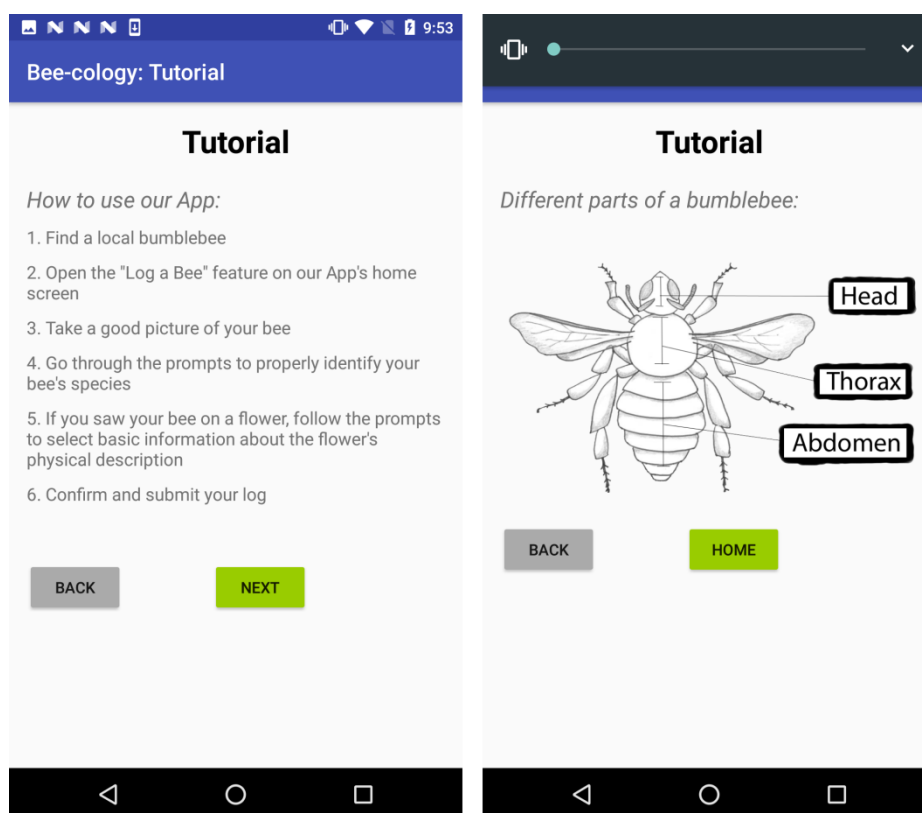 9:53
Bee-cology: Tutorial
Tutorial
How to use our App:
1. Find a local bumblebee
2. Open the "Log a Bee" feature on our App's home
screen
3. Take a good picture of your bee
4. Go through the prompts to properly identify your
bee's species
5. If you saw your bee on a flower, follow the prompts
to select basic information about the flower's
physical description
6. Confirm and submit your log
BACK
NEXT
Tutorial
Different parts of a bumblebee:
Head
Thorax
Abdomen
BACK
HOME